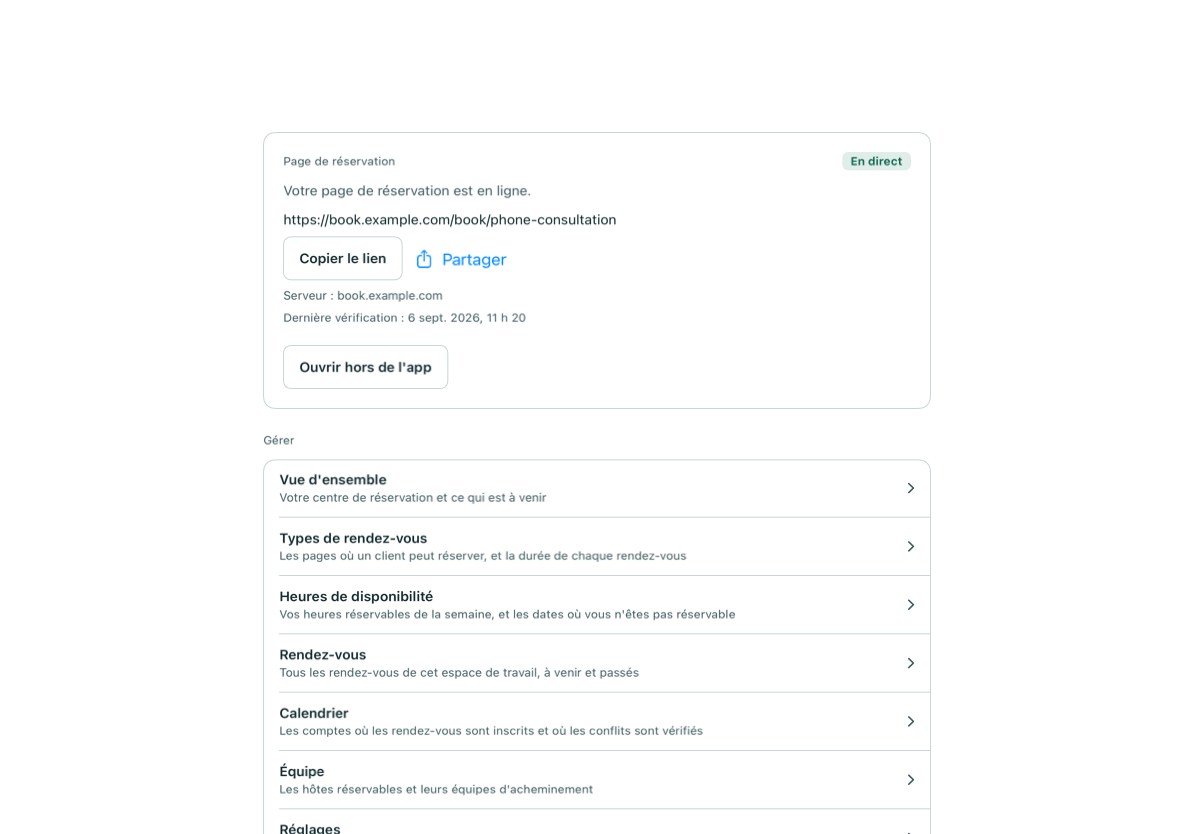 Page de réservation
En direct
Votre page de réservation est en ligne.
https://book.example.com/book/phone-consultation
Copier le lien
Partager
Serveur : book.example.com
Dernière vérification : 6 sept. 2026, 11 h 20
Ouvrir hors de l'app
Gérer
Vue d'ensemble
Votre centre de réservation et ce qui est à venir
Types de rendez-vous
Les pages où un client peut réserver, et la durée de chaque rendez-vous
Heures de disponibilité
Vos heures réservables de la semaine, et les dates où vous n'êtes pas réservable
Rendez-vous
Tous les rendez-vous de cet espace de travail, à venir et passés
Calendrier
Les comptes où les rendez-vous sont inscrits et où les conflits sont vérifiés
Équipe
Les hôtes réservables et leurs équipes d'acheminement
Réglages